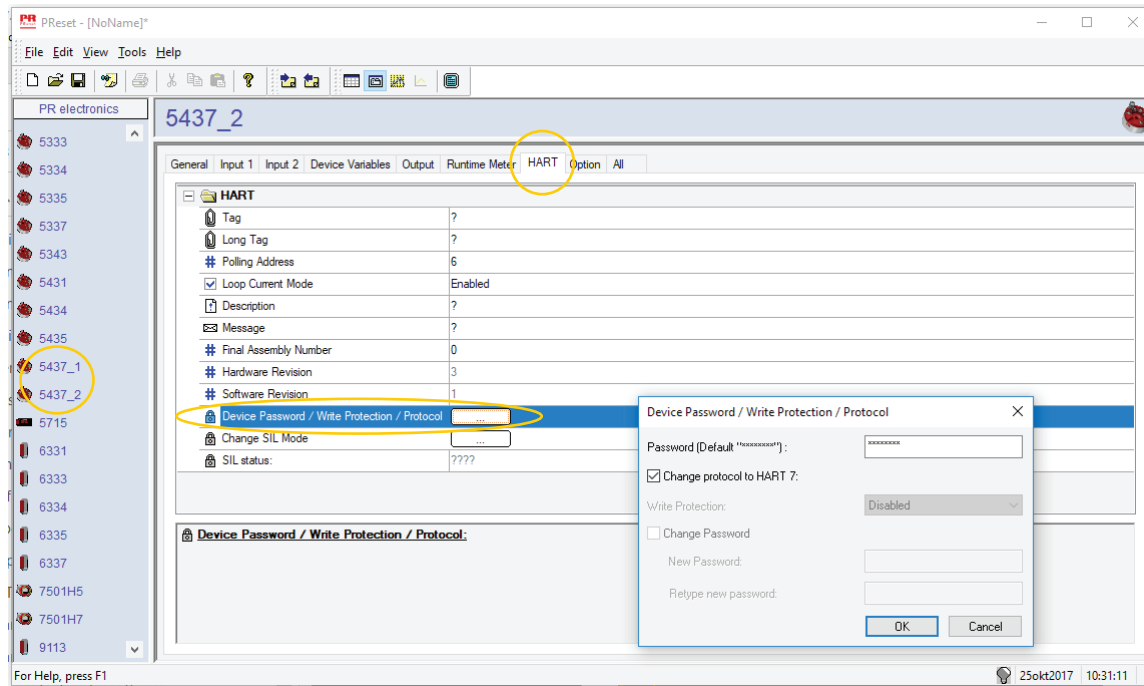 PR PReset - [NoName]*
File Edit View Tools Help
PR electronics
5333
5334
5335
5337
5343
5431
5434
5435
5437_1
5437_2
5715
6331
6333
6334
6335
6337
7501H5
7501H7
9113
5437_2
General Input 1 Input 2 Device Variables Output Runtime Meter HART Option All
HART
Tag ?
Long Tag ?
# Polling Address 6
Loop Current Mode Enabled
Description ?
Message ?
# Final Assembly Number 0
# Hardware Revision 3
# Software Revision 1
Device Password / Write Protection / Protocol ...
Change SIL Mode ...
SIL status: ????
Device Password / Write Protection / Protocol:
Device Password / Write Protection / Protocol
Password (Default "********") : ********
Change protocol to HART 7:
Write Protection: Disabled
Change Password
New Password:
Retype new password:
OK Cancel
For Help, press F1 25okt2017 10:31:11